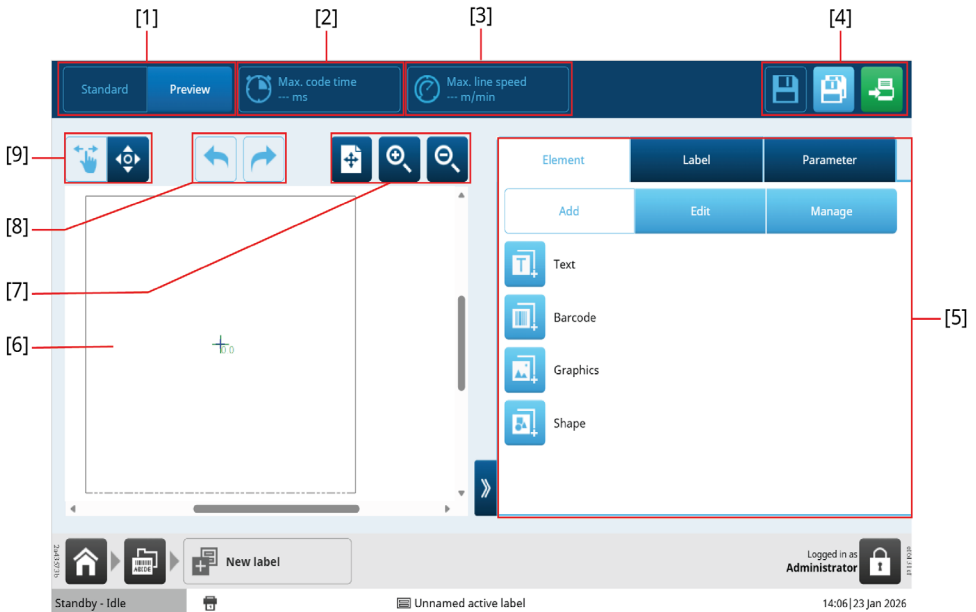 [1]
[2]
[3]
[4]
Standard
Preview
Max. code time
--- ms
Max. line speed
--- m/min
[9]
[8]
[7]
[6]
[5]
Element
Label
Parameter
Add
Edit
Manage
T
Text
Barcode
Graphics
Shape
0 0
ABCDE
New label
Logged in as
Administrator
Standby - Idle
Unnamed active label
14:06|23 Jan 2026